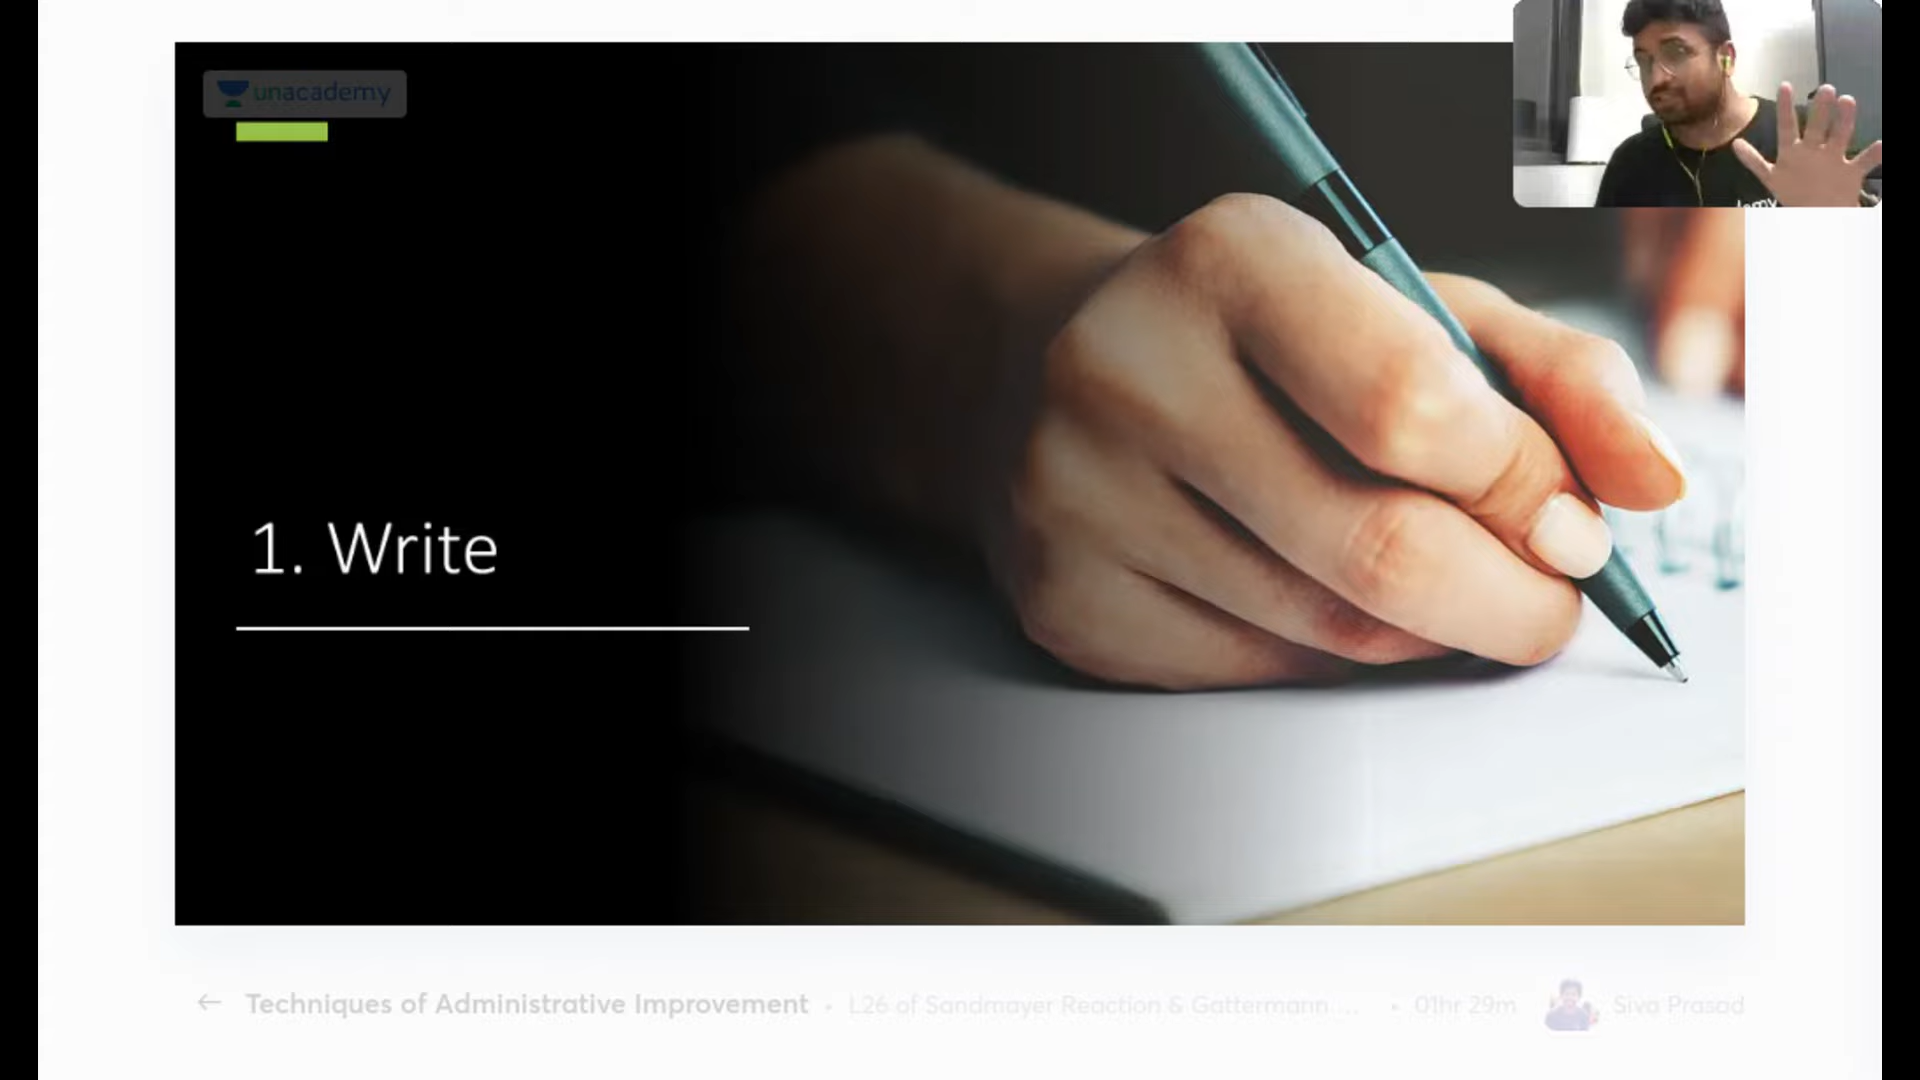 unacademy
1. Write
Techniques of Administrative Improvement • L26 of Sandmayer Reaction & Gattermann ... • 01hr 29m Siva Prasad